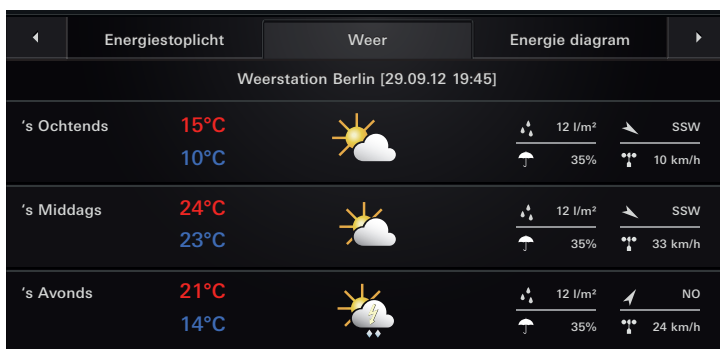 Energiestoplicht Weer Energie diagram
Weerstation Berlin [29.09.12 19:45]
‘s Ochtends 15°C 12 l/m² SSW
10°C 35% 10 km/h
‘s Middags 24°C 12 l/m² SSW
23°C 35% 33 km/h
‘s Avonds 21°C 12 l/m² NO
14°C 35% 24 km/h